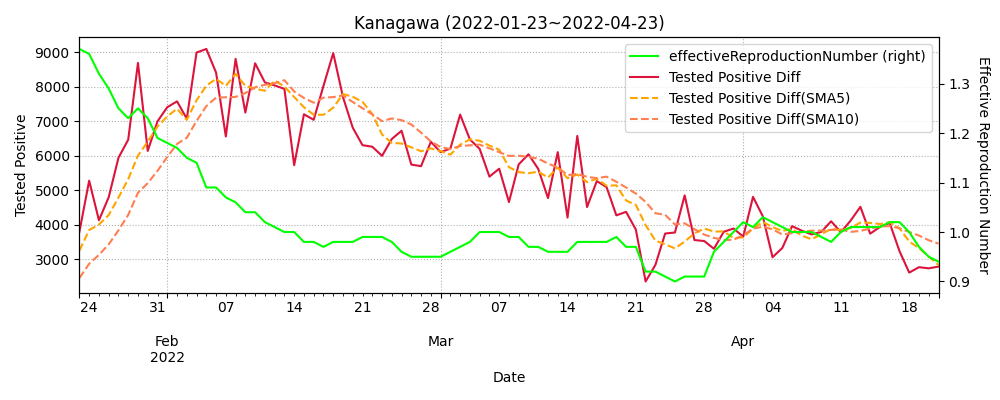 Kanagawa (2022-01-23~2022-04-23)
effectiveReproductionNumber (right)
Tested Positive Diff
Tested Positive Diff(SMA5)
Tested Positive Diff(SMA10)
Tested Positive
9000
8000
7000
6000
5000
4000
3000
1.3
1.2
1.1
1.0
0.9
Effective Reproduction Number
24 31 07 14 21 28 07 14 21 28 04 11 18
Feb Mar Apr
2022
Date